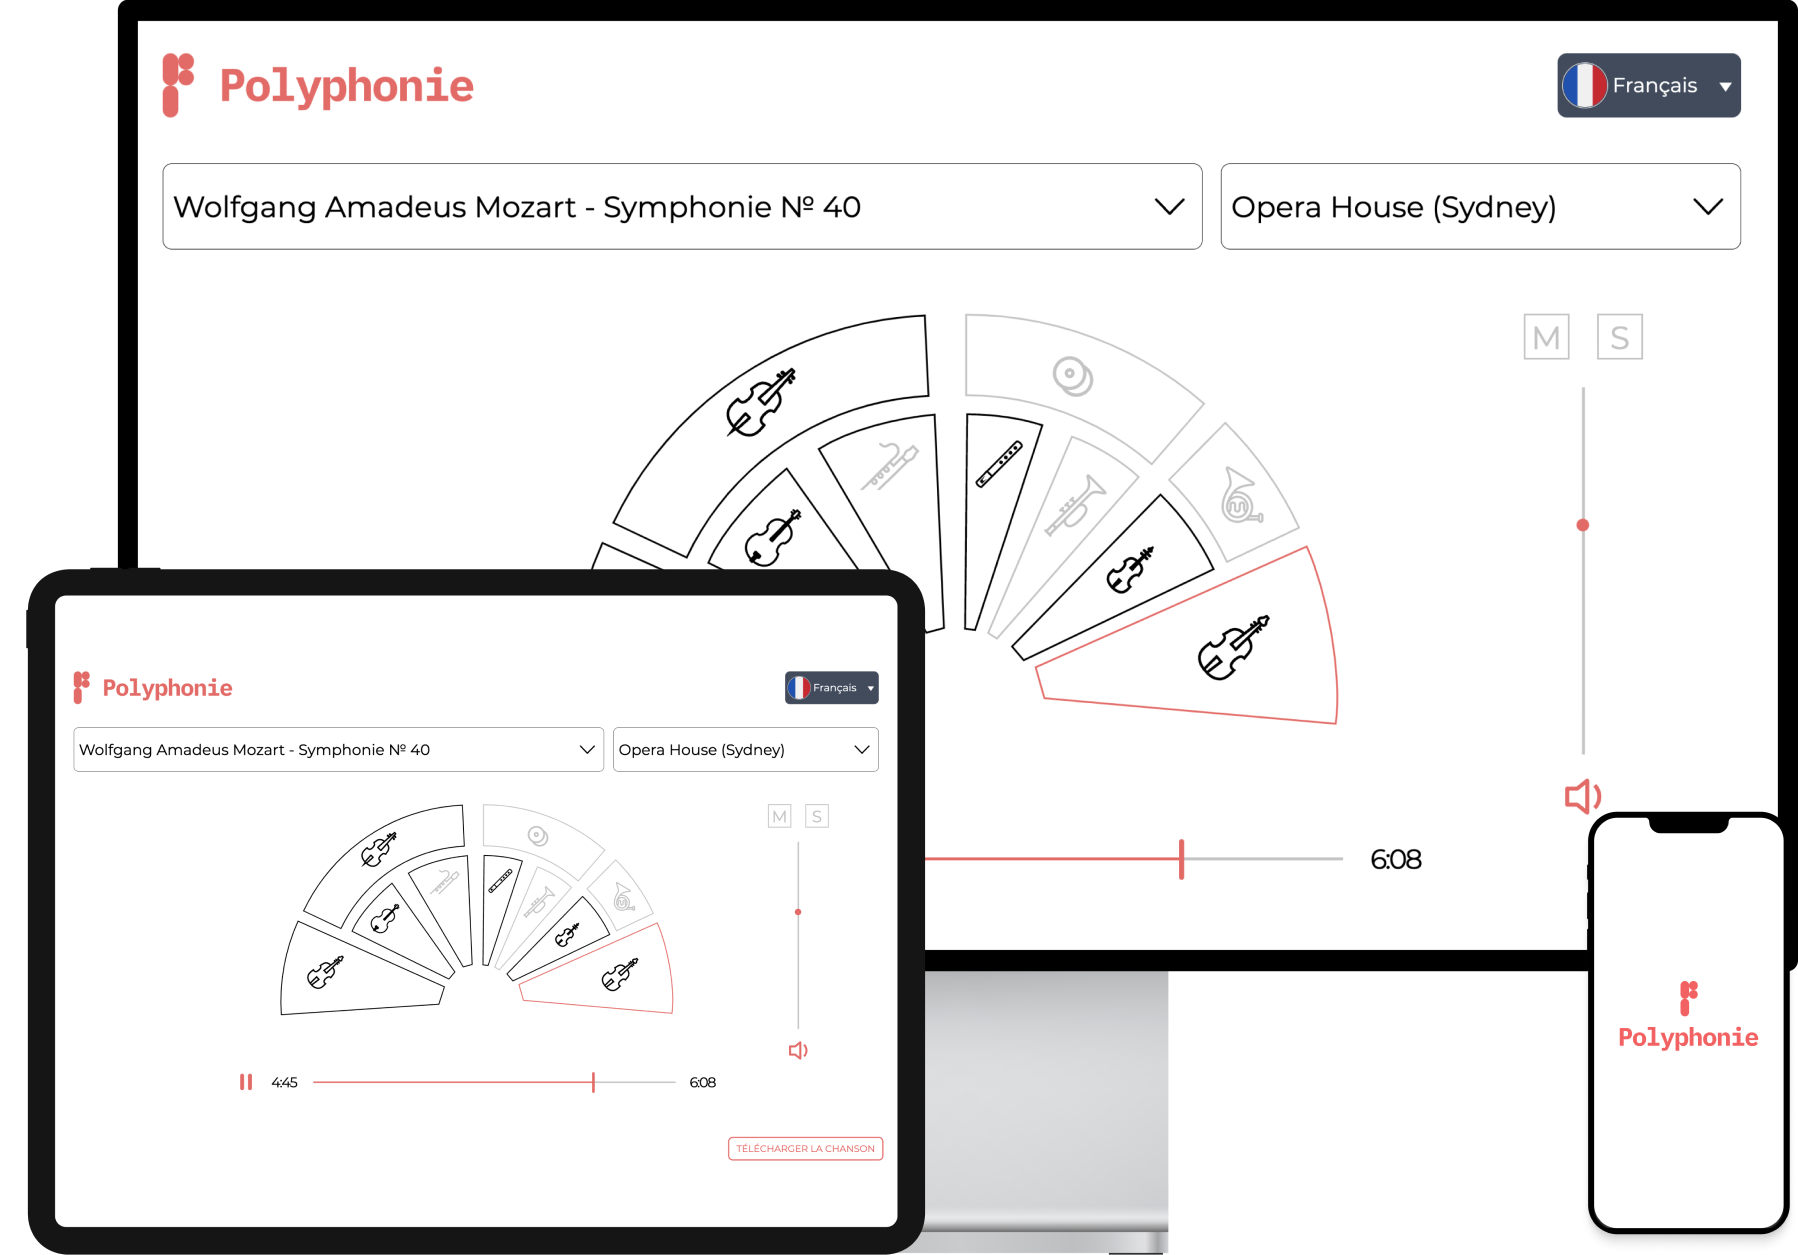 Polyphonie
Français
Wolfgang Amadeus Mozart - Symphonie № 40
Opera House (Sydney)
M S
6:08
Polyphonie
Français
Wolfgang Amadeus Mozart - Symphonie № 40
Opera House (Sydney)
M S
4:45
6:08
TÉLÉCHARGER LA CHANSON
Polyphonie